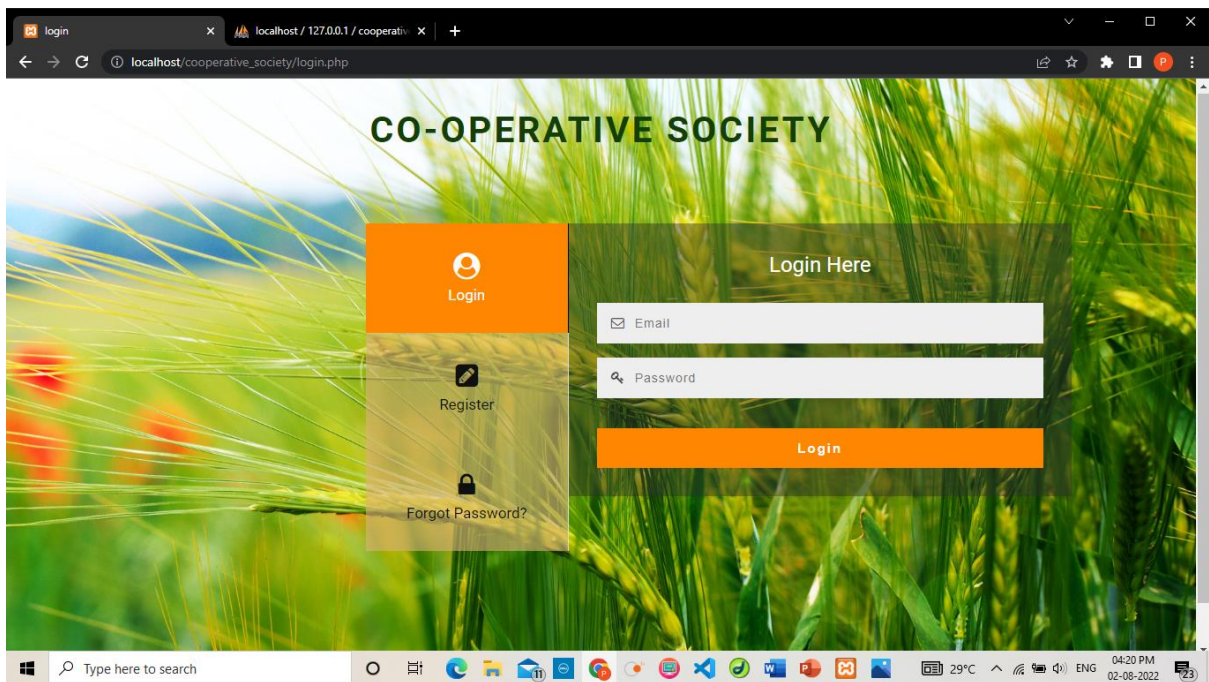 login
localhost / 127.0.0.1 / cooperativ
localhost/cooperative_society/login.php
P
CO-OPERATIVE SOCIETY
Login
Login Here
Email
Password
Register
Login
Forgot Password?
Type here to search
11
29°C
ENG
04:20 PM
02-08-2022
23